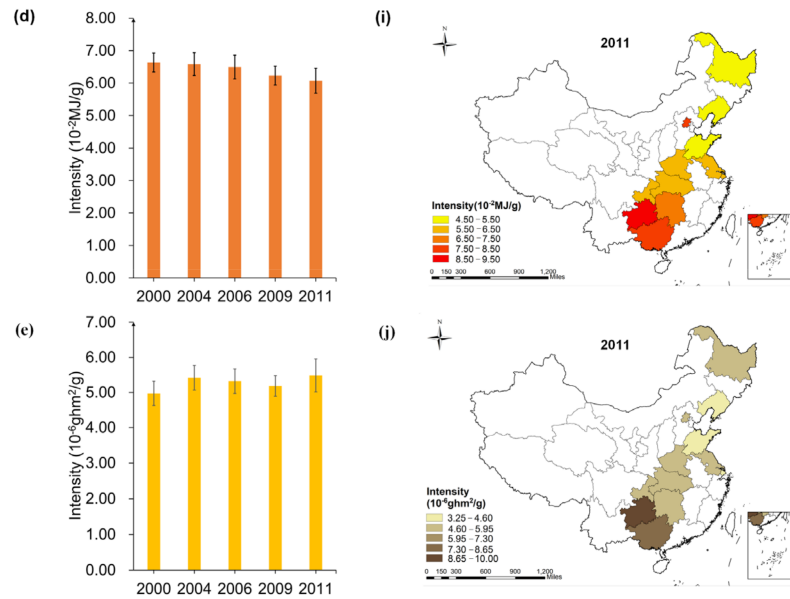 (d)
8.00
7.00
6.00
5.00
4.00
3.00
2.00
1.00
0.00
Intensity (10⁻²MJ/g)
2000 2004 2006 2009 2011
(i)
N
2011
Intensity(10⁻²MJ/g)
4.50 – 5.50
5.50 – 6.50
6.50 – 7.50
7.50 – 8.50
8.50 – 9.50
0 150 300 600 900 1,200
Miles
(e)
7.00
6.00
5.00
4.00
3.00
2.00
1.00
0.00
Intensity (10⁻⁶ghm²/g)
2000 2004 2006 2009 2011
(j)
N
2011
Intensity
(10⁻⁶ghm²/g)
3.25 – 4.60
4.60 – 5.95
5.95 – 7.30
7.30 – 8.65
8.65 – 10.00
0 150 300 600 900 1,200
Miles